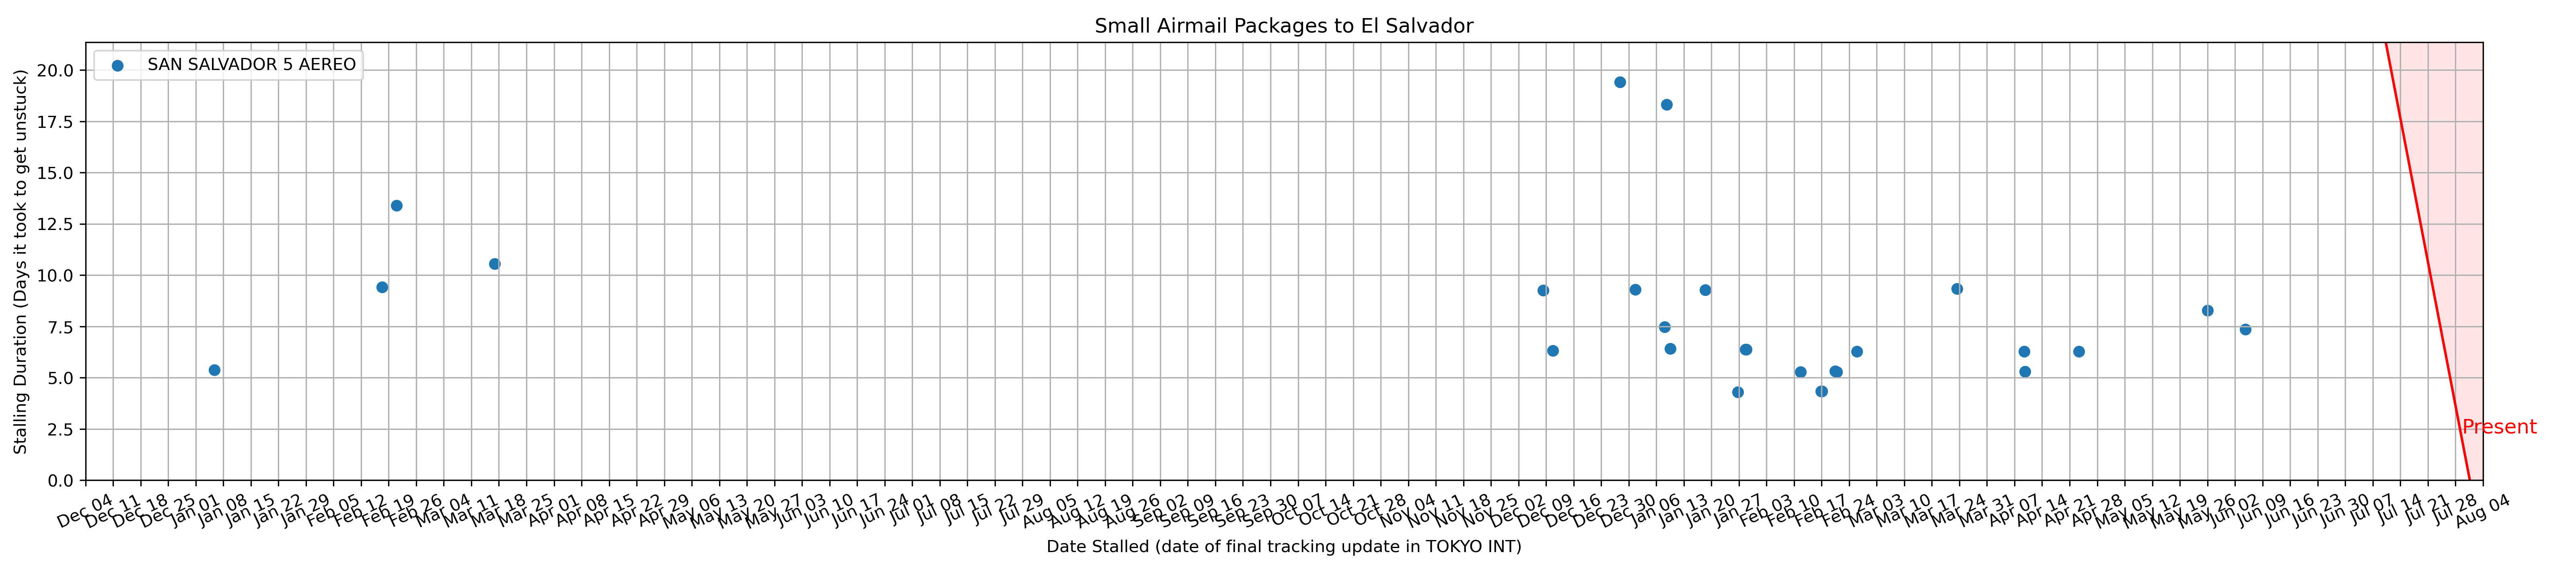 Small Airmail Packages to El Salvador
SAN SALVADOR 5 AEREO
Stalling Duration (Days it took to get unstuck)
20.0
17.5
15.0
12.5
10.0
7.5
5.0
2.5
0.0
Present
Dec 04 Dec 11 Dec 18 Dec 25 Jan 01 Jan 08 Jan 15 Jan 22 Jan 29 Feb 05 Feb 12 Feb 19 Feb 26 Mar 04 Mar 11 Mar 18 Mar 25 Apr 01 Apr 08 Apr 15 Apr 22 Apr 29 May 06 May 13 May 20 May 27 Jun 03 Jun 10 Jun 17 Jun 24 Jul 01 Jul 08 Jul 15 Jul 22 Jul 29 Aug 05 Aug 12 Aug 19 Aug 26 Sep 02 Sep 09 Sep 16 Sep 23 Sep 30 Oct 07 Oct 14 Oct 21 Oct 28 Nov 04 Nov 11 Nov 18 Nov 25 Dec 02 Dec 09 Dec 16 Dec 23 Dec 30 Jan 06 Jan 13 Jan 20 Jan 27 Feb 03 Feb 10 Feb 17 Feb 24 Mar 03 Mar 10 Mar 17 Mar 24 Mar 31 Apr 07 Apr 14 Apr 21 Apr 28 May 05 May 12 May 19 May 26 Jun 02 Jun 09 Jun 16 Jun 23 Jun 30 Jul 07 Jul 14 Jul 21 Jul 28 Aug 04
Date Stalled (date of final tracking update in TOKYO INT)